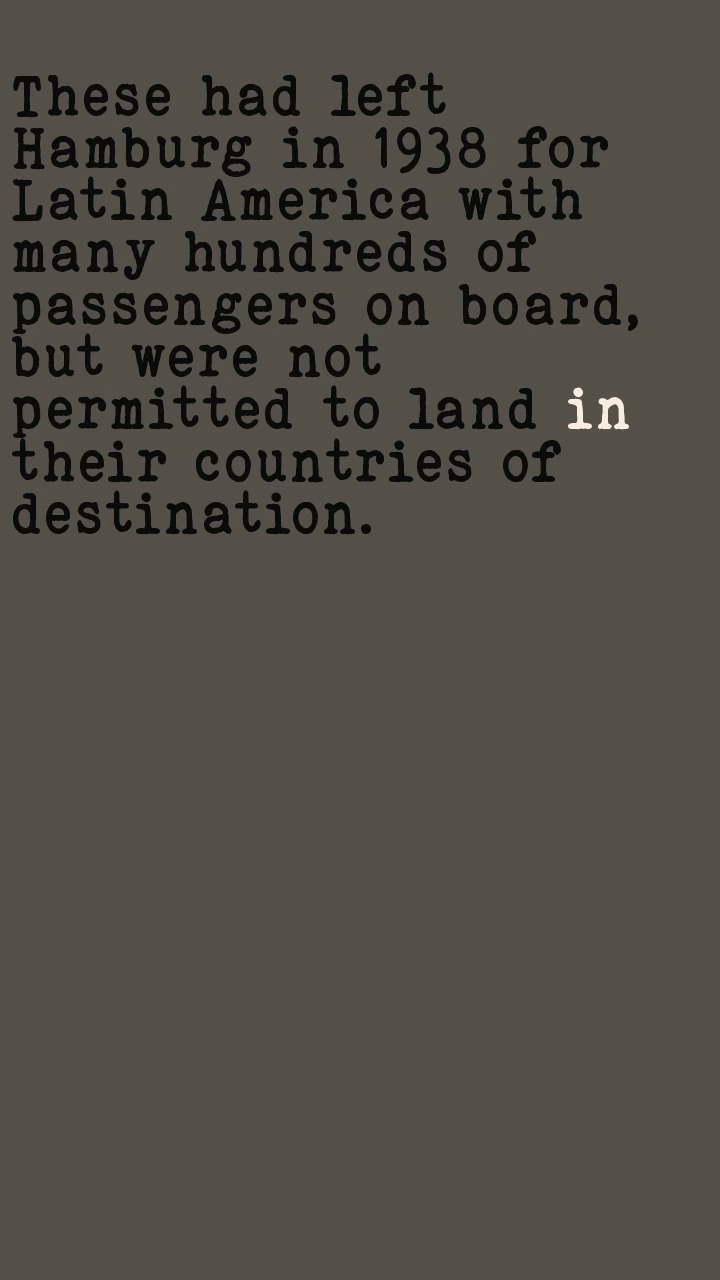 These had left
Hamburg in 1938 for
Latin America with
many hundreds of
passengers on board,
but were not
permitted to land in
their countries of
destination.